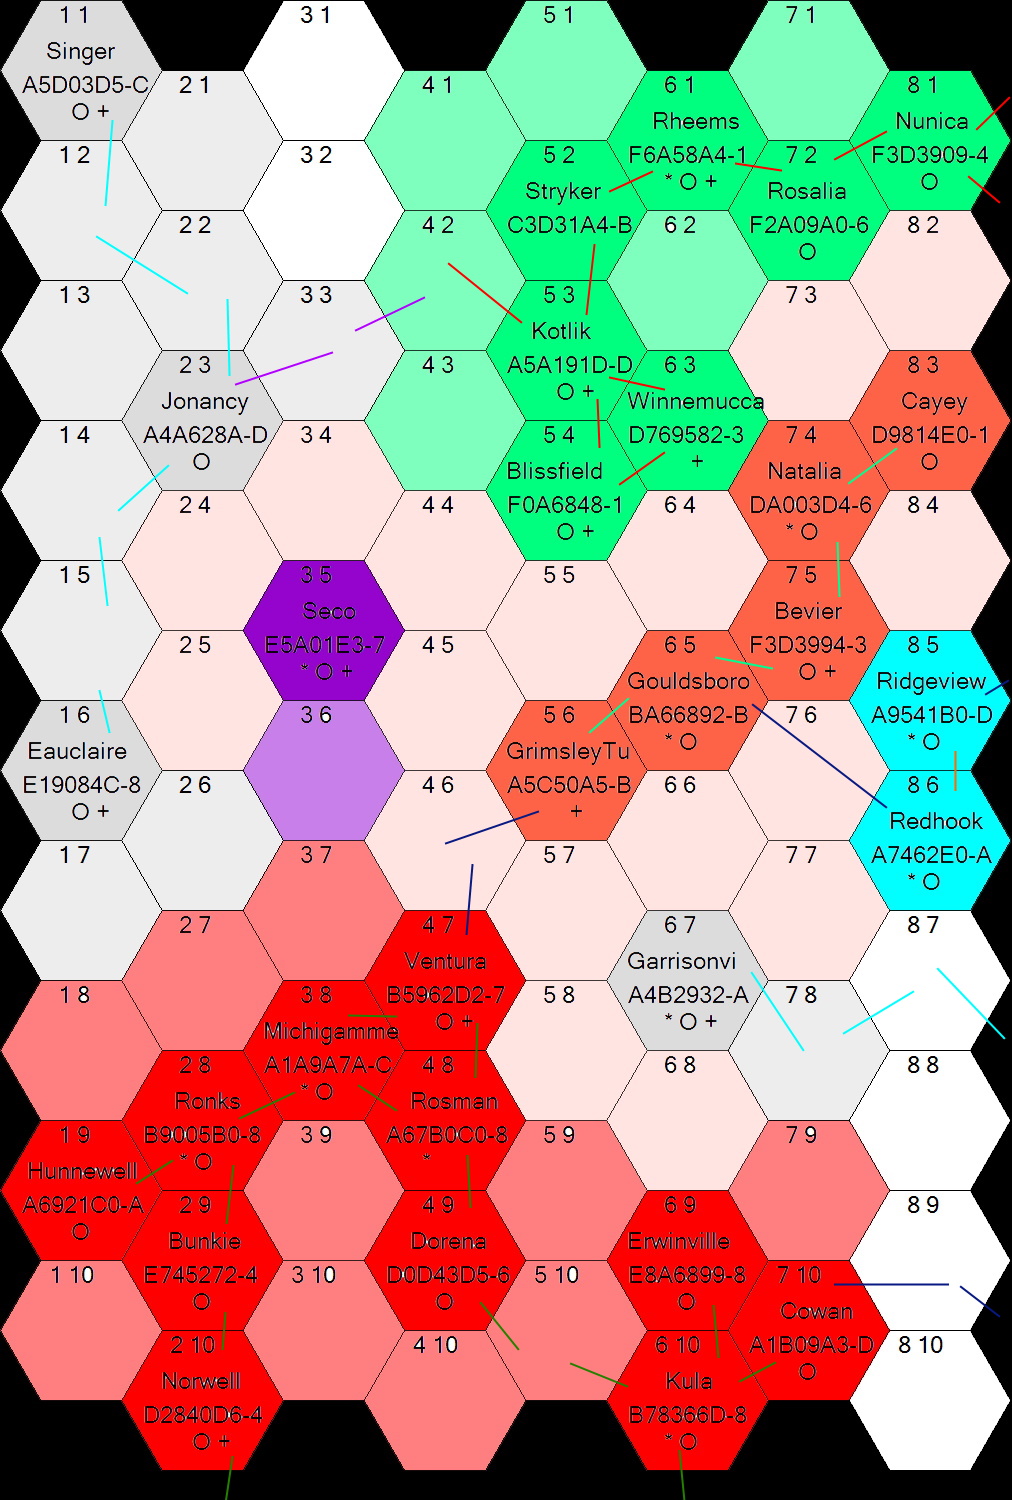 1 1
Singer
A5D03D5-C
O +
1 2
1 3
1 4
1 5
1 6
Eauclaire
E19084C-8
O +
1 7
1 8
1 9
Hunnewell
A6921C0-A
O
1 10
2 1
2 2
2 3
Jonancy
A4A628A-D
O
2 4
2 5
2 6
2 7
2 8
Ronks
B9005B0-8
* O
2 9
Bunkie
E745272-4
O
2 10
Norwell
D2840D6-4
O +
3 1
3 2
3 3
3 4
3 5
Seco
E5A01E3-7
* O +
3 6
3 7
3 8
Michigamme
A1A9A7A-C
* O
3 9
3 10
4 1
4 2
4 3
4 4
4 5
4 6
4 7
Ventura
B5962D2-7
O +
4 8
Rosman
A67B0C0-8
*
4 9
Dorena
D0D43D5-6
O
4 10
5 1
5 2
Stryker
C3D31A4-B
5 3
Kotlik
A5A191D-D
O +
5 4
Blissfield
F0A6848-1
O +
5 5
5 6
GrimsleyTu
A5C50A5-B
+
5 7
5 8
5 9
5 10
6 1
Rheems
F6A58A4-1
* O +
6 2
6 3
Winnemucca
D769582-3
+
6 4
6 5
Gouldsboro
BA66892-B
* O
6 6
6 7
Garrisonvi
A4B2932-A
* O +
6 8
6 9
Erwinville
E8A6899-8
O
6 10
Kula
B78366D-8
* O
7 1
7 2
Rosalia
F2A09A0-6
O
7 3
7 4
Natalia
DA003D4-6
* O
7 5
Bevier
F3D3994-3
O +
7 6
7 7
7 8
7 9
7 10
Cowan
A1B09A3-D
O
8 1
Nunica
F3D3909-4
O
8 2
8 3
Cayey
D9814E0-1
O
8 4
8 5
Ridgeview
A9541B0-D
* O
8 6
Redhook
A7462E0-A
* O
8 7
8 8
8 9
8 10